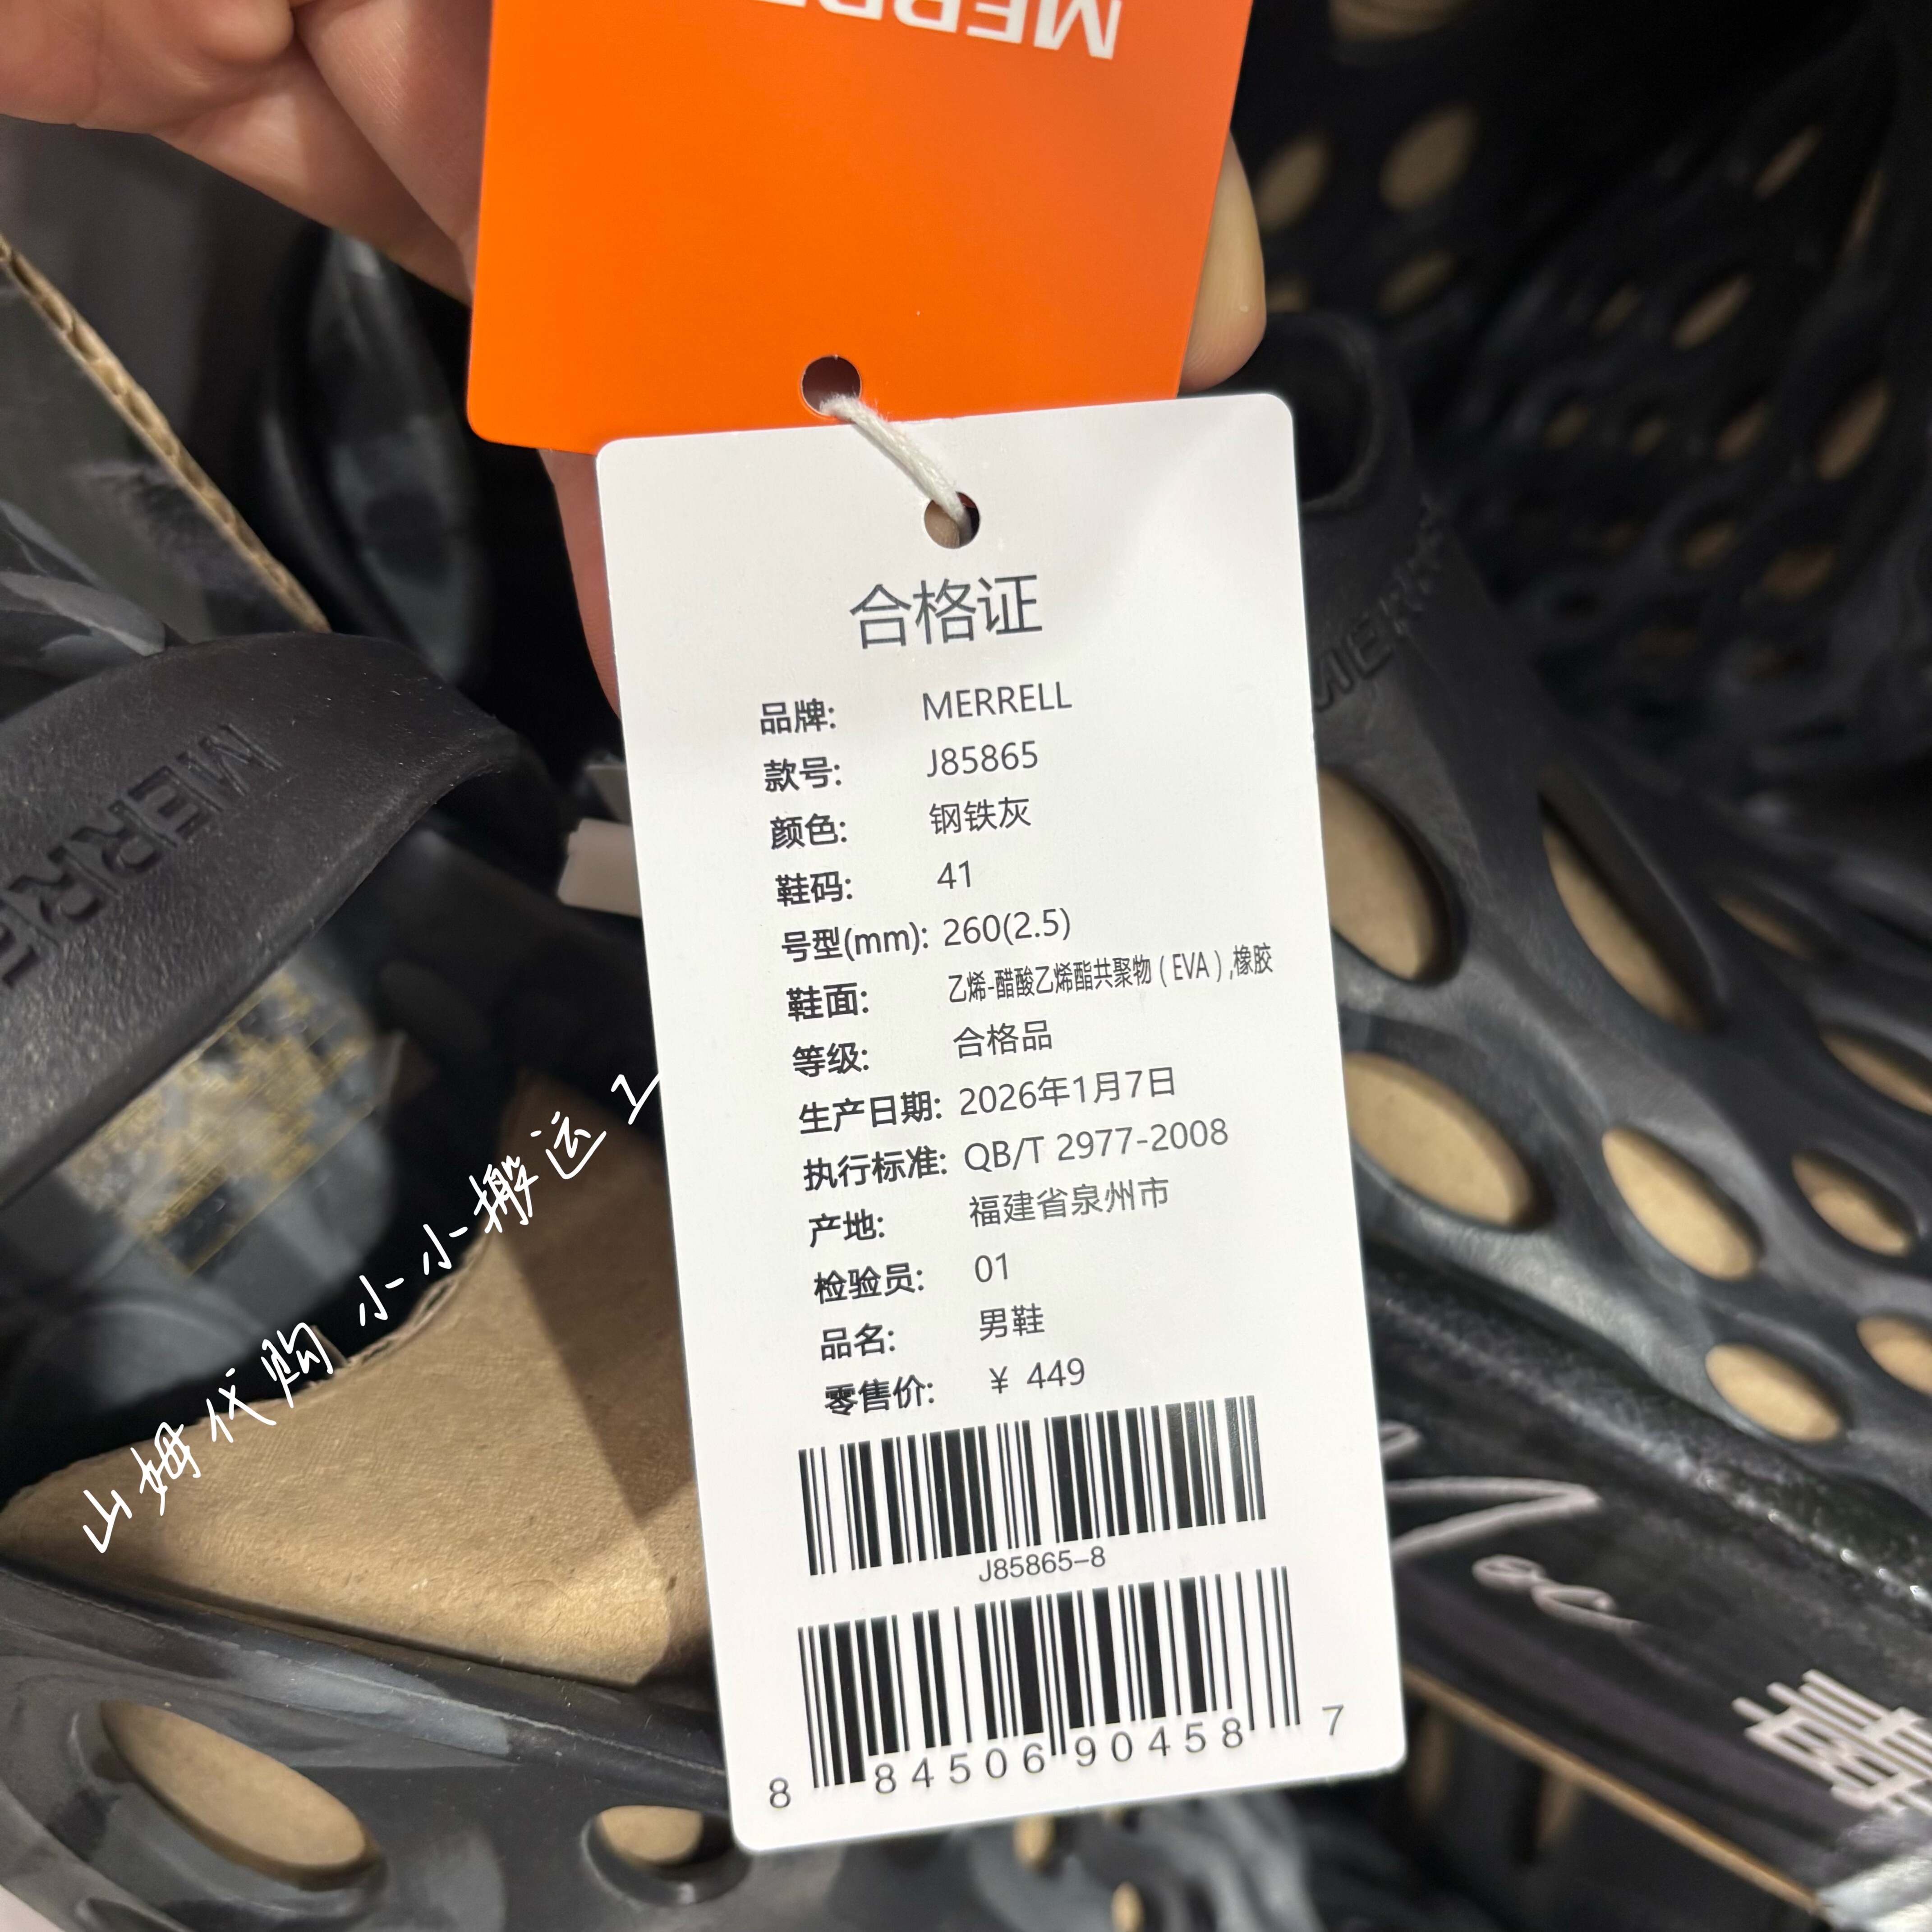 MERRE
合格证
品牌: MERRELL
款号: J85865
颜色: 钢铁灰
鞋码: 41
号型(mm): 260(2.5)
鞋面: 乙烯-醋酸乙烯酯共聚物（EVA）,橡胶
等级: 合格品
生产日期: 2026年1月7日
执行标准: QB/T 2977-2008
产地: 福建省泉州市
检验员: 01
品名: 男鞋
零售价: ¥ 449
J85865-8
8 84506 90458 7
MERRE
MERR
山姆代购 小小搬运工